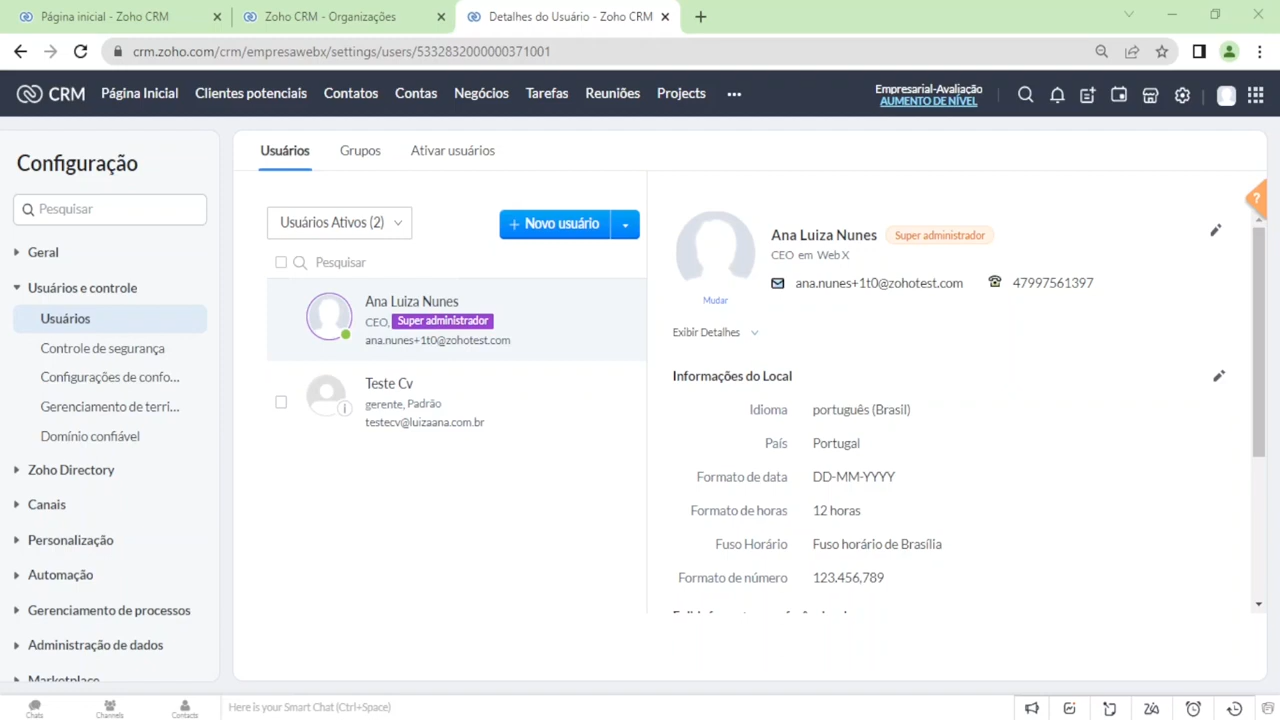 Página inicial - Zoho CRM
Zoho CRM - Organizações
Detalhes do Usuário - Zoho CRM
crm.zoho.com/crm/empresawebx/settings/users/5332832000000371001
CRM
Página Inicial
Clientes potenciais
Contatos
Contas
Negócios
Tarefas
Reuniões
Projects
Empresarial-Avaliação
AUMENTO DE NÍVEL
Configuração
Pesquisar
Geral
Usuários e controle
Usuários
Controle de segurança
Configurações de confo...
Gerenciamento de terri...
Domínio confiável
Zoho Directory
Canais
Personalização
Automação
Gerenciamento de processos
Administração de dados
Marketplace
Usuários
Grupos
Ativar usuários
Usuários Ativos (2)
+ Novo usuário
Pesquisar
Ana Luiza Nunes
CEO, Super administrador
ana.nunes+1t0@zohotest.com
Teste Cv
gerente, Padrão
testecv@luizaana.com.br
?
Ana Luiza Nunes Super administrador
CEO em Web X
ana.nunes+1t0@zohotest.com 47997561397
Mudar
Exibir Detalhes
Informações do Local
Idioma português (Brasil)
País Portugal
Formato de data DD-MM-YYYY
Formato de horas 12 horas
Fuso Horário Fuso horário de Brasília
Formato de número 123,456,789
Chats
Channels
Contacts
Here is your Smart Chat (Ctrl+Space)